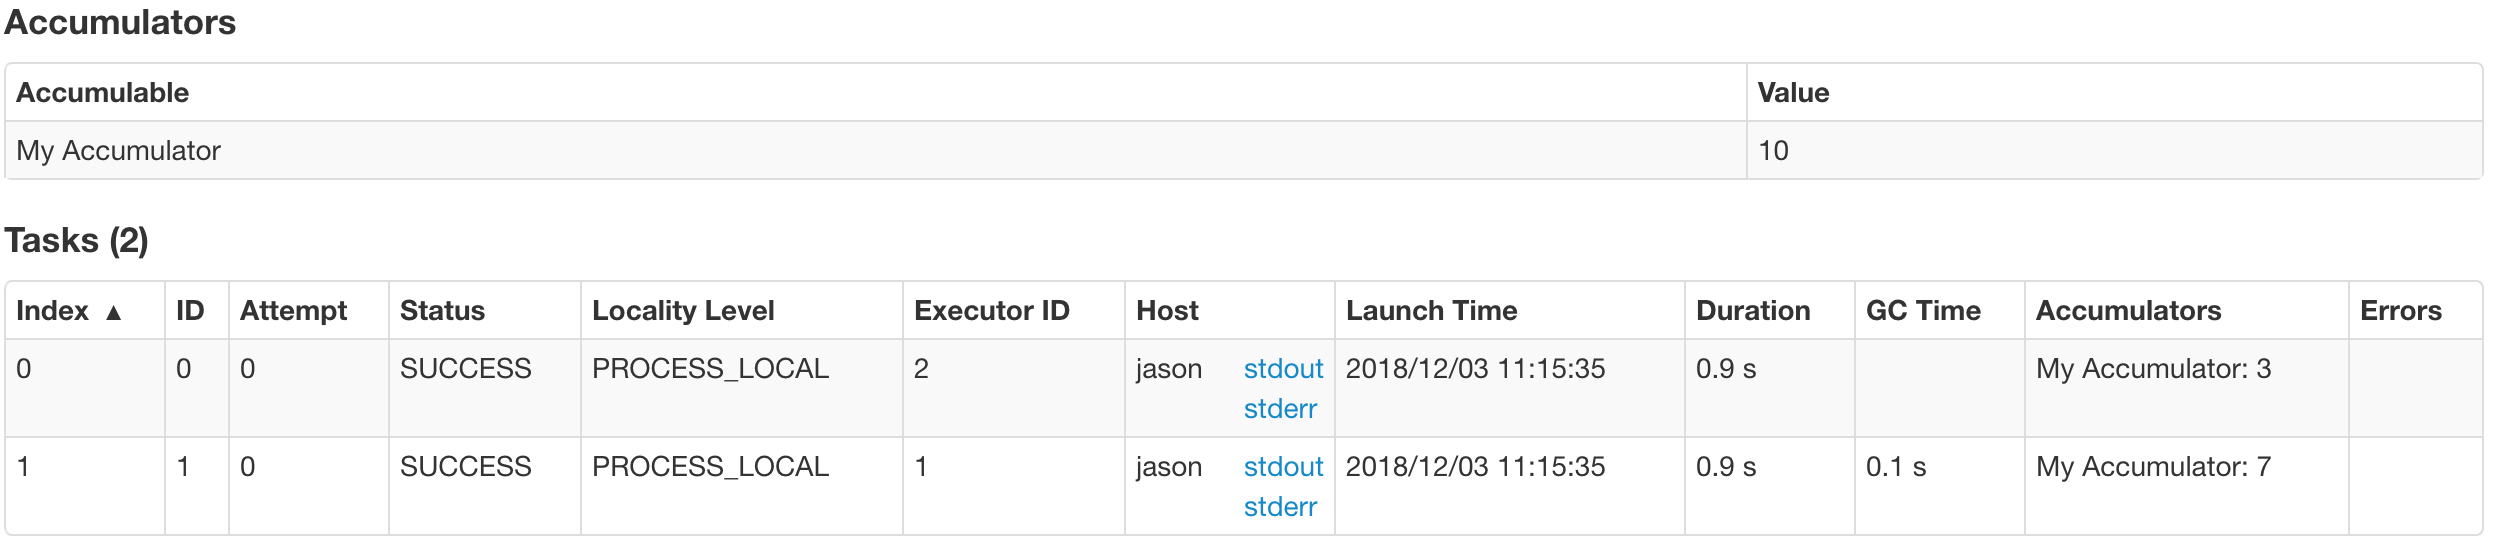 Accumulators
Accumulable Value
My Accumulator 10
Tasks (2)
Index ▲ ID Attempt Status Locality Level Executor ID Host Launch Time Duration GC Time Accumulators Errors
0 0 0 SUCCESS PROCESS_LOCAL 2 jason stdout 2018/12/03 11:15:35 0.9 s My Accumulator: 3
stderr
1 1 0 SUCCESS PROCESS_LOCAL 1 jason stdout 2018/12/03 11:15:35 0.9 s 0.1 s My Accumulator: 7
stderr